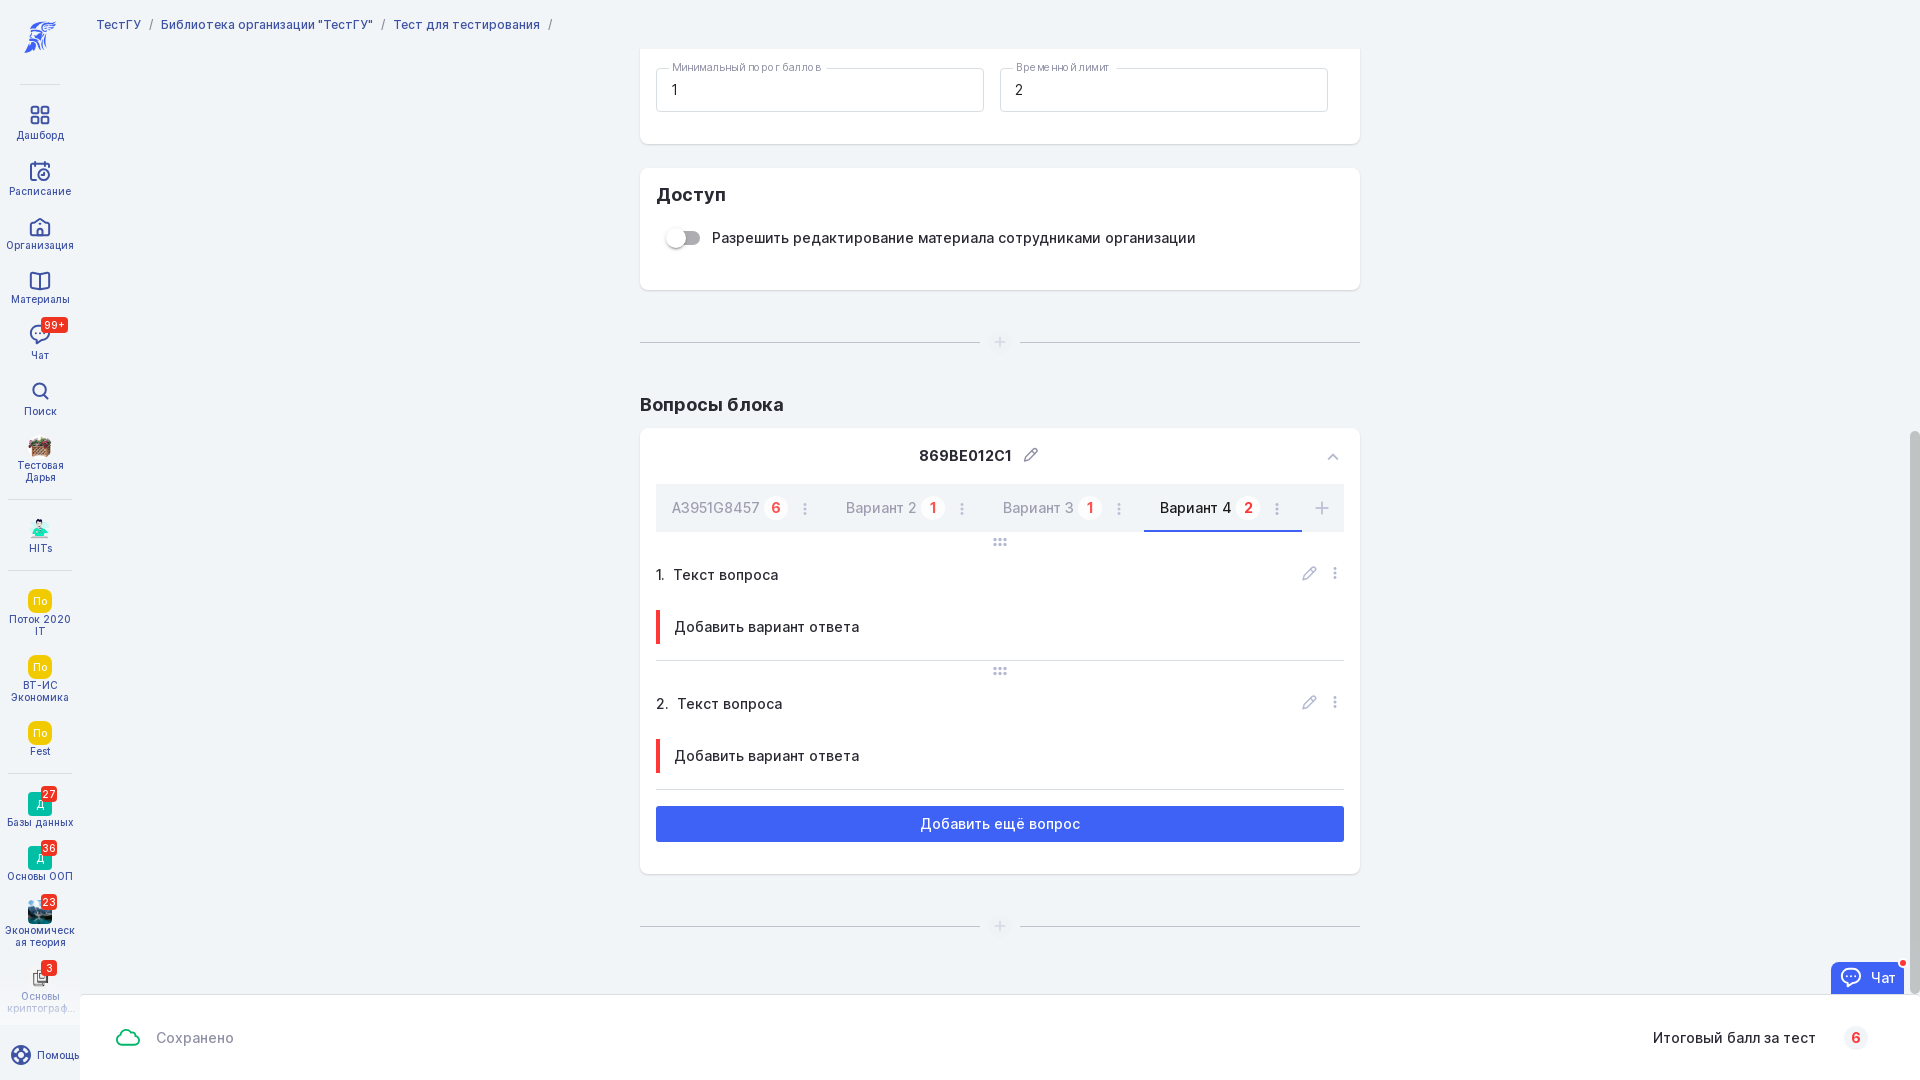 ТестГУ / Библиотека организации "ТестГУ" / Тест для тестирования /
Дашборд
Расписание
Организация
Материалы
99+
Чат
Поиск
Тестовая
Дарья
HITs
По
Поток 2020
IT
По
ВТ-ИС
Экономика
По
Fest
27
Д
Базы данных
36
Д
Основы ООП
23
Экономическ
ая теория
3
Основы
криптограф...
Помощь
Минимальный порог баллов
1
Временной лимит
2
Доступ
Разрешить редактирование материала сотрудниками организации
Вопросы блока
869BE012C1
A3951G8457 6 Вариант 2 1 Вариант 3 1 Вариант 4 2
1. Текст вопроса
Добавить вариант ответа
2. Текст вопроса
Добавить вариант ответа
Добавить ещё вопрос
Чат
Сохранено
Итоговый балл за тест 6